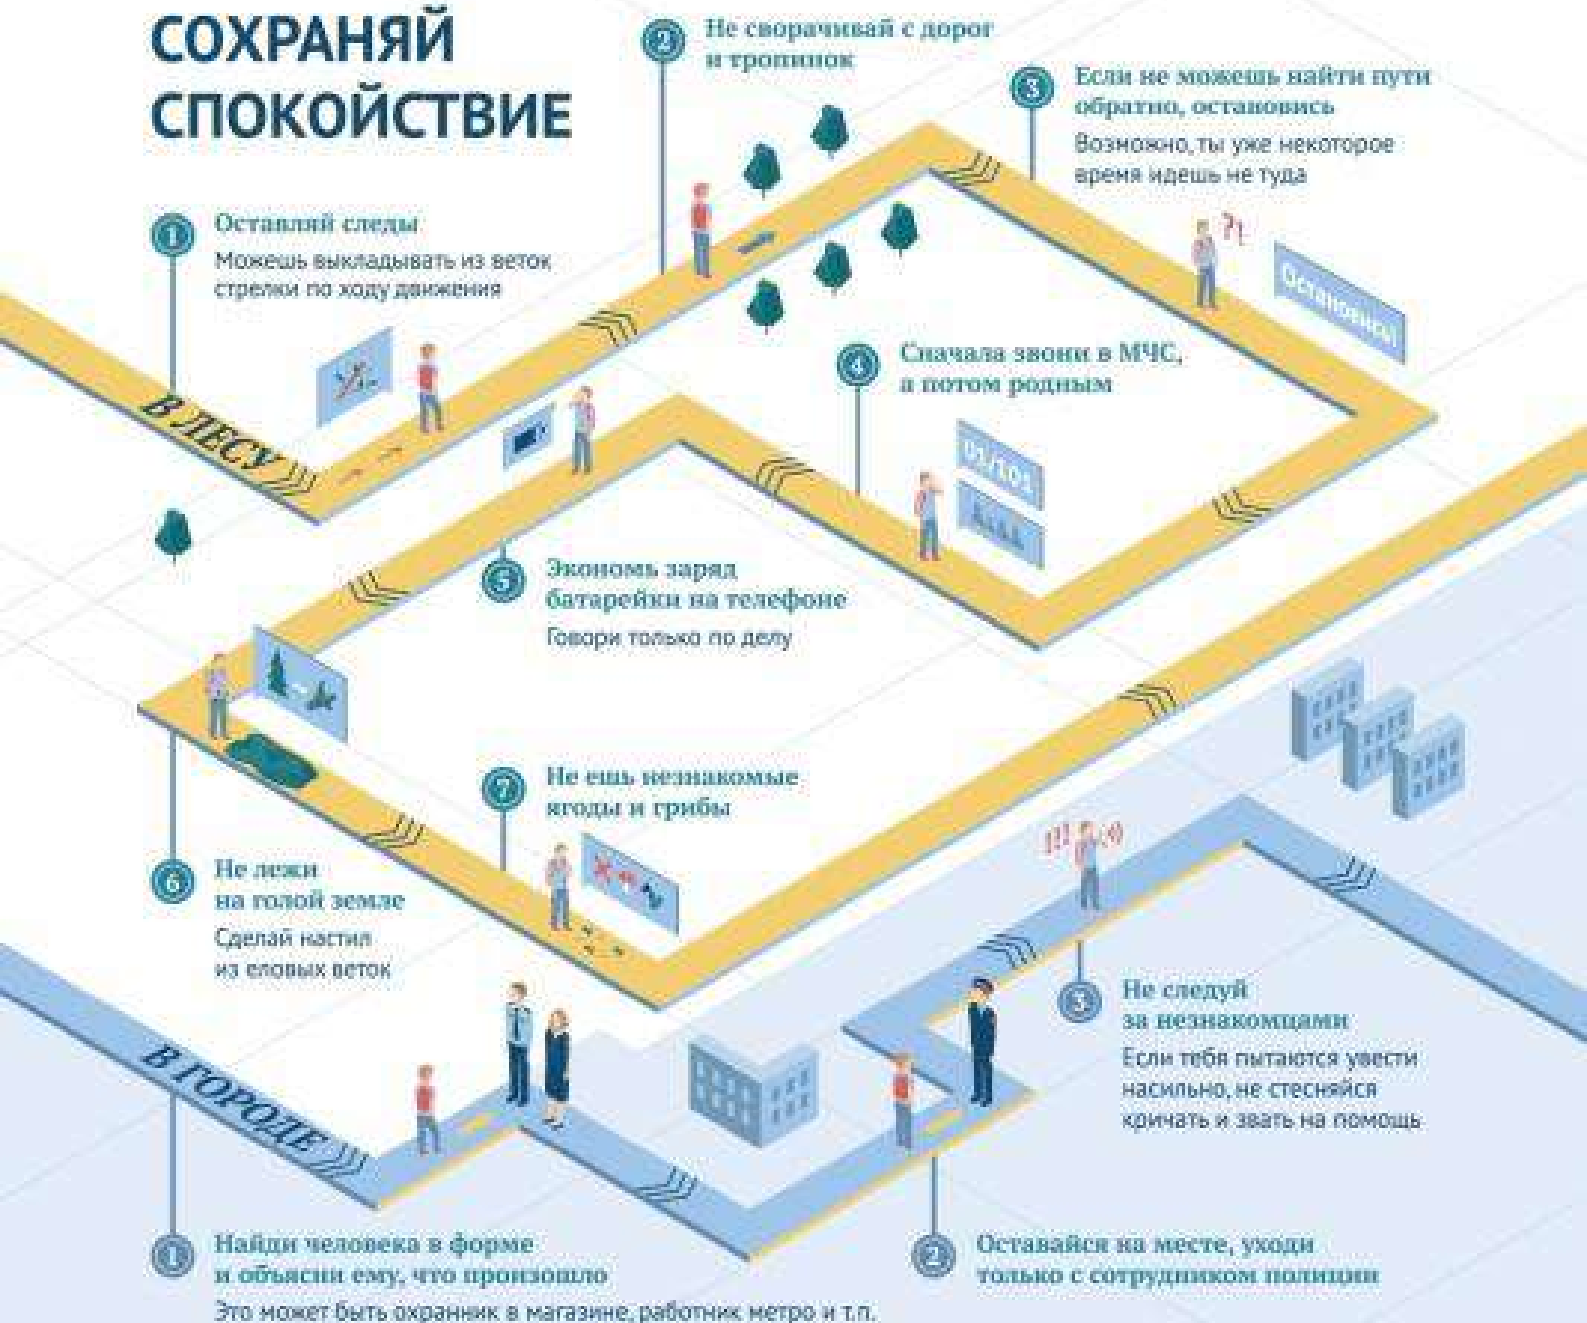 СОХРАНЯЙ
СПОКОЙСТВИЕ
1
Оставляй следы
Можешь выкладывать из веток
стрелки по ходу движения
2
Не сворачивай с дорог
и тропинок
3
Если не можешь найти пути
обратно, остановись
Возможно, ты уже некоторое
время идешь не туда
?!
Остановись!
В ЛЕСУ
4
Сначала звони в МЧС,
а потом родным
01/101
5
Экономь заряд
батарейки на телефоне
Говори только по делу
6
Не лежи
на голой земле
Сделай настил
из еловых веток
7
Не ешь незнакомые
ягоды и грибы
В ГОРОДЕ
1
Найди человека в форме
и объясни ему, что произошло
Это может быть охранник в магазине, работник метро и т.п.
2
Оставайся на месте, уходи
только с сотрудником полиции
!!!
3
Не следуй
за незнакомцами
Если тебя пытаются увести
насильно, не стесняйся
кричать и звать на помощь